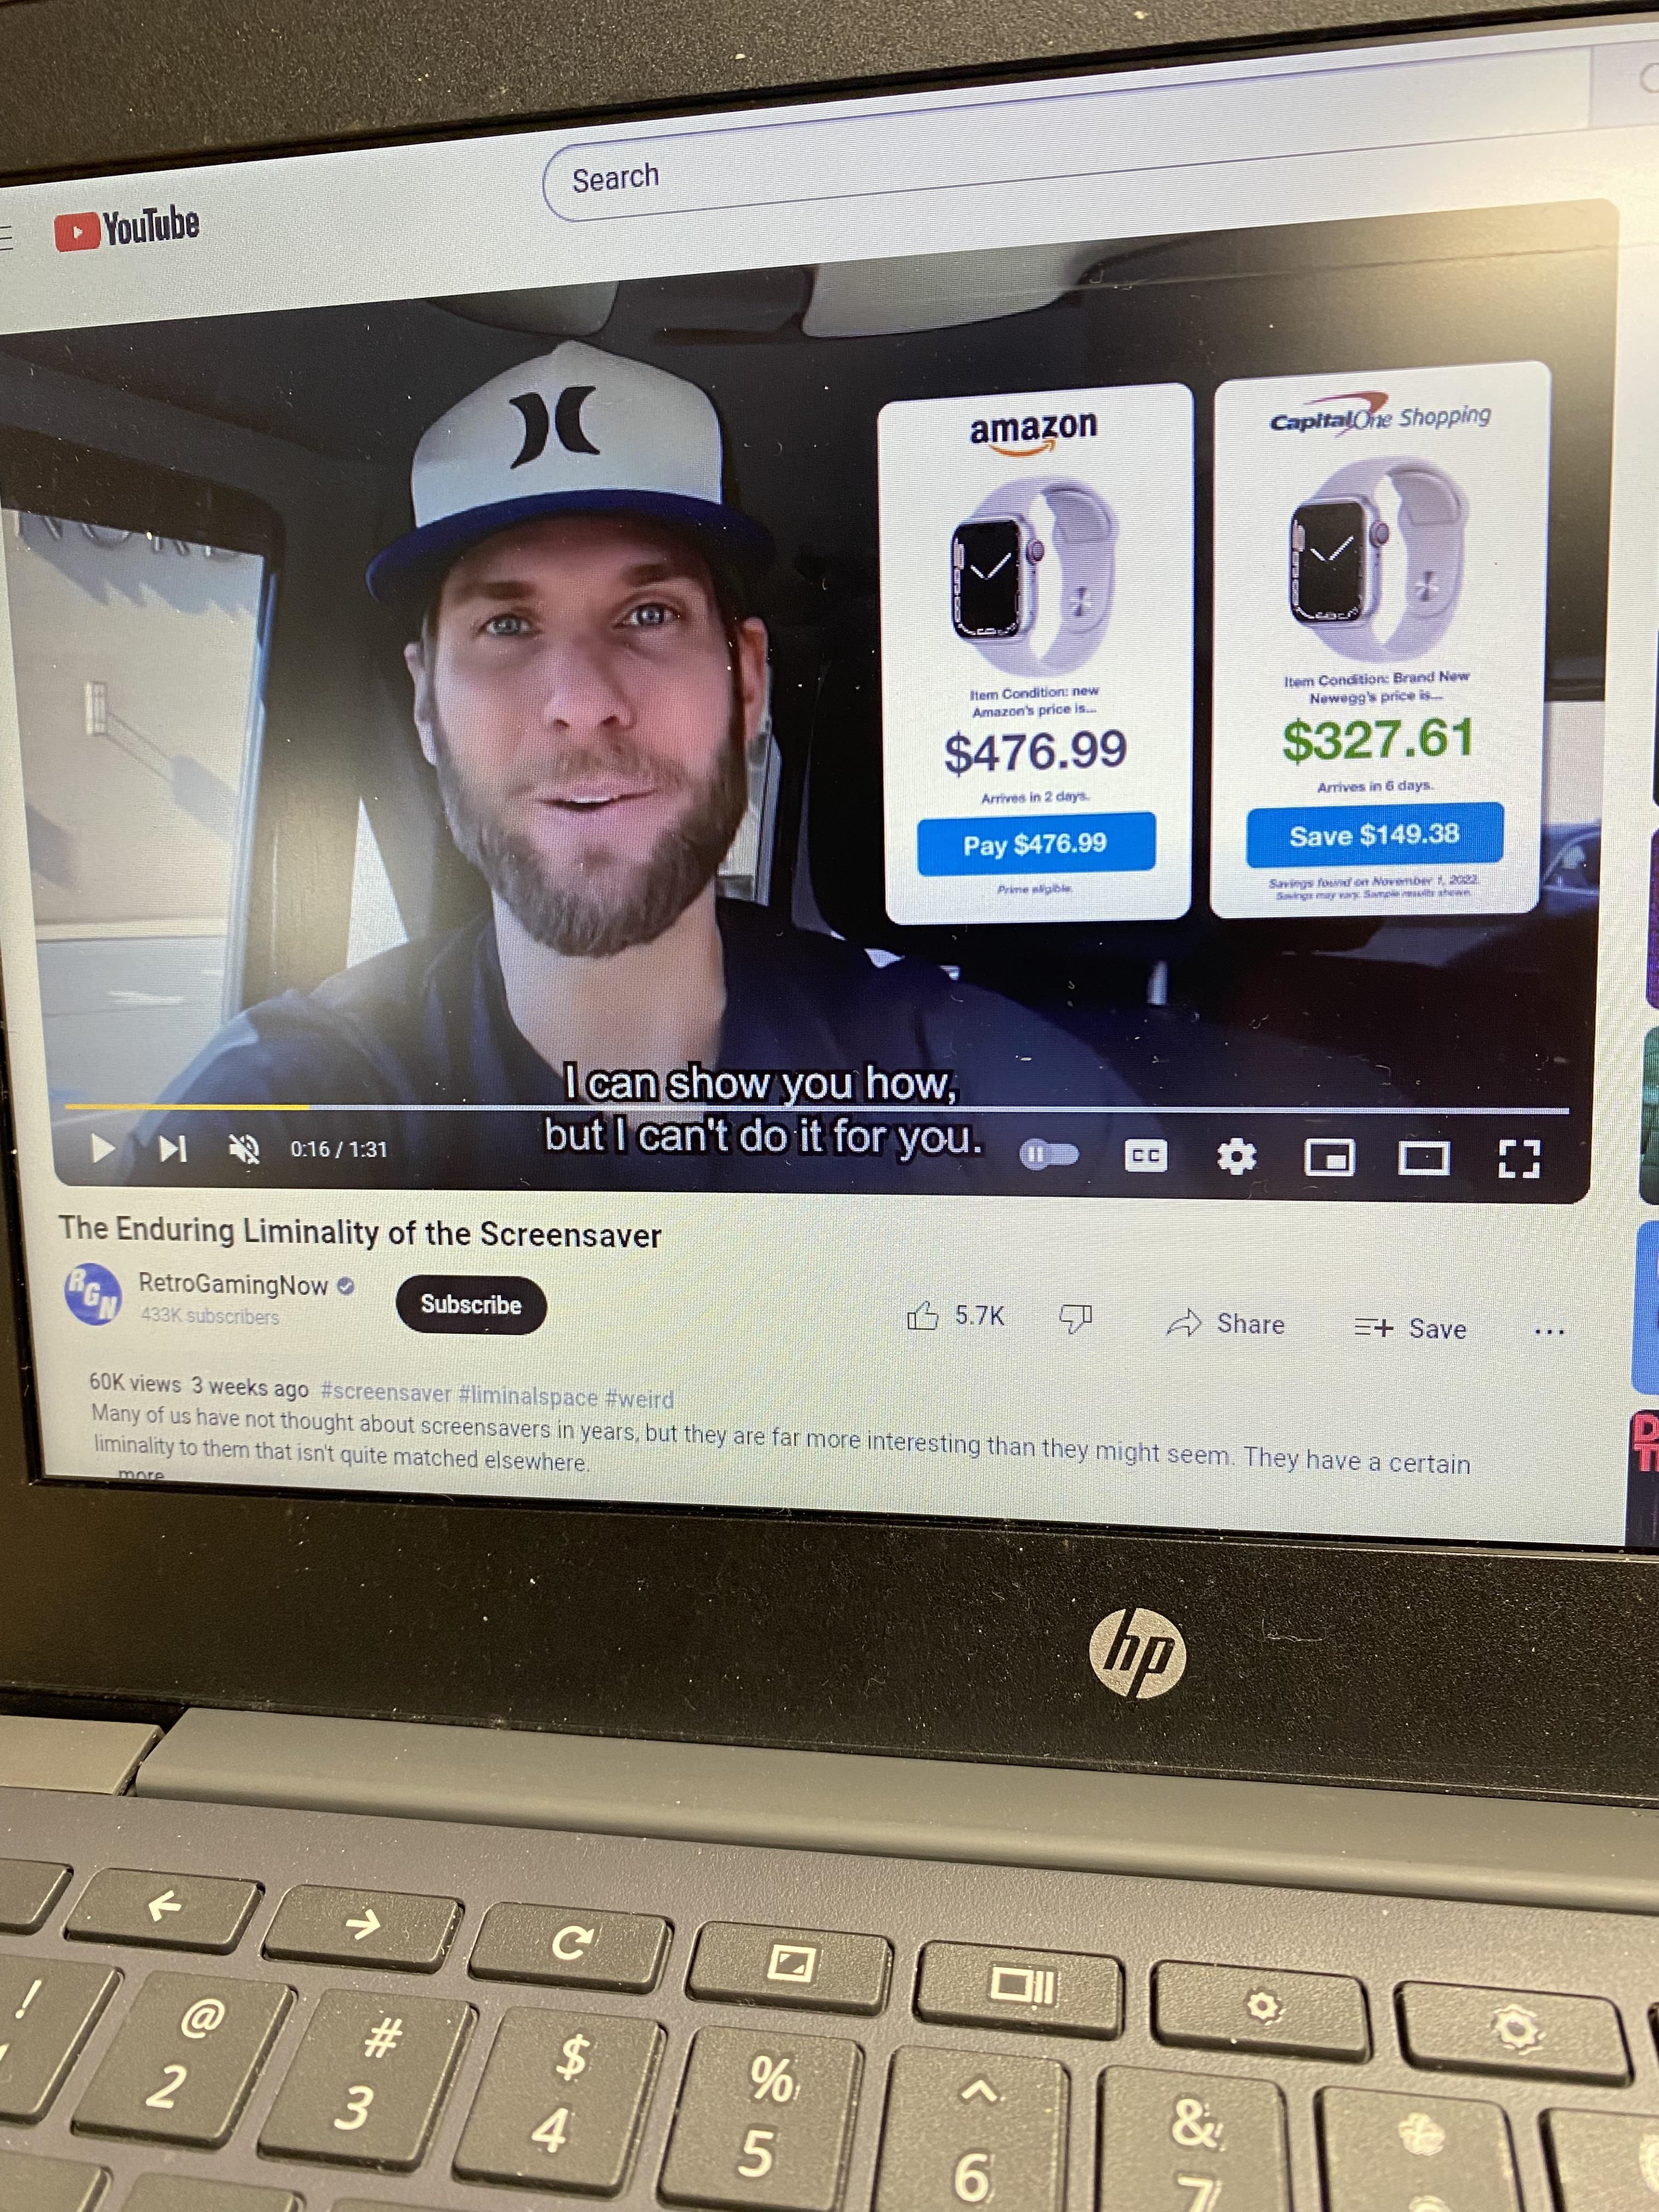 Search
YouTube
amazon
Item Condition: new
Amazon's price is...
$476.99
Arrives in 2 days.
Pay $476.99
Prime eligible.
CapitalOne Shopping
Item Condition: Brand New
Newegg's price is...
$327.61
Arrives in 6 days.
Save $149.38
Savings found on November 1, 2022.
Savings may vary. Sample results shown.
I can show you how,
but I can't do it for you.
0:16 / 1:31
CC
The Enduring Liminality of the Screensaver
RGN
RetroGamingNow
433K subscribers
Subscribe
5.7K
Share
Save
...
60K views 3 weeks ago #screensaver #liminalspace #weird
Many of us have not thought about screensavers in years, but they are far more interesting than they might seem. They have a certain
liminality to them that isn't quite matched elsewhere.
more
hp
! @ # $ % ^ &
2 3 4 5 6 7